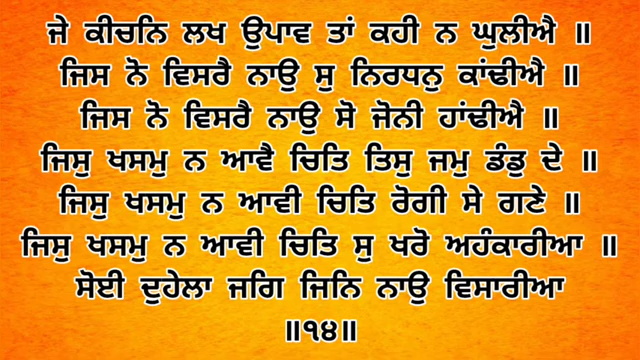 ਜੇ ਕੀਚਨਿ ਲਖ ਉਪਾਵ ਤਾਂ ਕਹੀ ਨ ਘੁਲੀਐ ॥
ਜਿਸ ਨੋ ਵਿਸਰੈ ਨਾਉ ਸੁ ਨਿਰਧਨੁ ਕਾਂਢੀਐ ॥
ਜਿਸ ਨੋ ਵਿਸਰੈ ਨਾਉ ਸੋ ਜੋਨੀ ਹਾਂਢੀਐ ॥
ਜਿਸੁ ਖਸਮੁ ਨ ਆਵੈ ਚਿਤਿ ਤਿਸੁ ਜਮੁ ਡੰਡੁ ਦੇ ॥
ਜਿਸੁ ਖਸਮੁ ਨ ਆਵੀ ਚਿਤਿ ਰੋਗੀ ਸੇ ਗਣੇ ॥
ਜਿਸੁ ਖਸਮੁ ਨ ਆਵੀ ਚਿਤਿ ਸੁ ਖਰੋ ਅਹੰਕਾਰੀਆ ॥
ਸੋਈ ਦੁਹੇਲਾ ਜਗਿ ਜਿਨਿ ਨਾਉ ਵਿਸਾਰੀਆ
॥੧੪॥